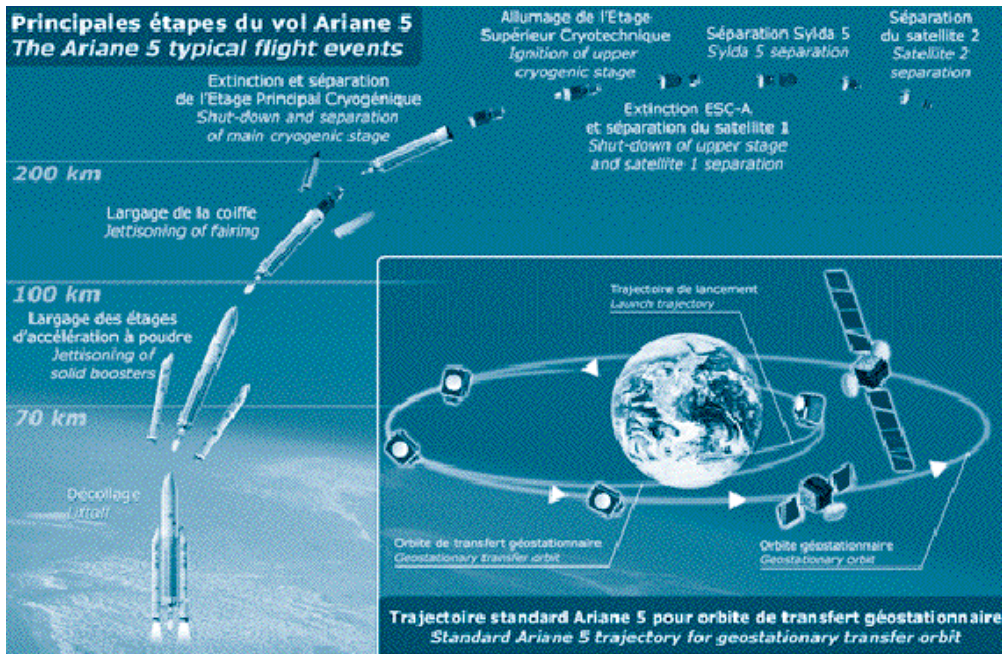 Principales étapes du vol Ariane 5
The Ariane 5 typical flight events
Allumage de l'Etage
Supérieur Cryotechnique
Ignition of upper
cryogenic stage
Séparation Sylda 5
Sylda 5 separation
Séparation
du satellite 2
Satellite 2
separation
Extinction et séparation
de l'Etage Principal Cryogénique
Shut-down and separation
of main cryogenic stage
Extinction ESC-A
et séparation du satellite 1
Shut-down of upper stage
and satellite 1 separation
200 km
Largage de la coiffe
Jettisoning of fairing
100 km
Largage des étages
d'accélération à poudre
Jettisoning of
solid boosters
70 km
Décollage
Liftoff
Trajectoire de lancement
Launch trajectory
Orbite de transfert géostationnaire
Geostationary transfer orbit
Orbite géostationnaire
Geostationary orbit
Trajectoire standard Ariane 5 pour orbite de transfert géostationnaire
Standard Ariane 5 trajectory for geostationary transfer orbit